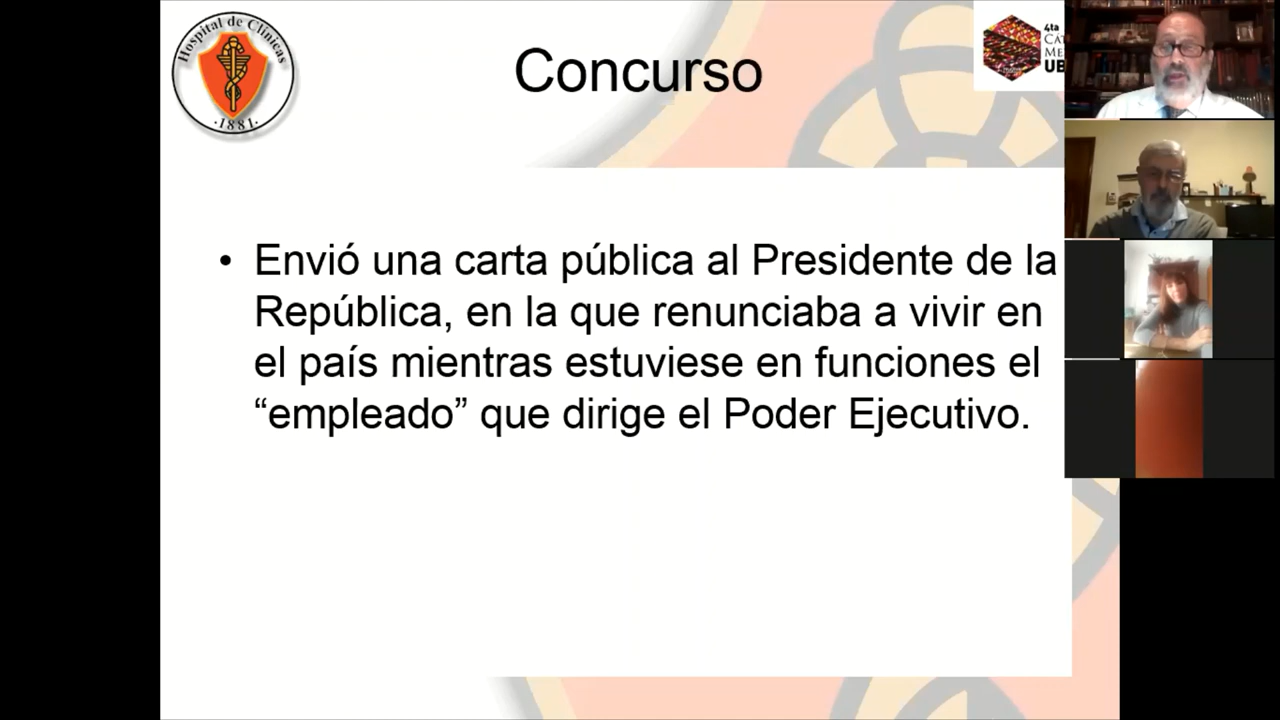 Hospital de Clínicas
·1881·
Concurso
4ta
UB
• Envió una carta pública al Presidente de la
República, en la que renunciaba a vivir en
el país mientras estuviese en funciones el
“empleado” que dirige el Poder Ejecutivo.